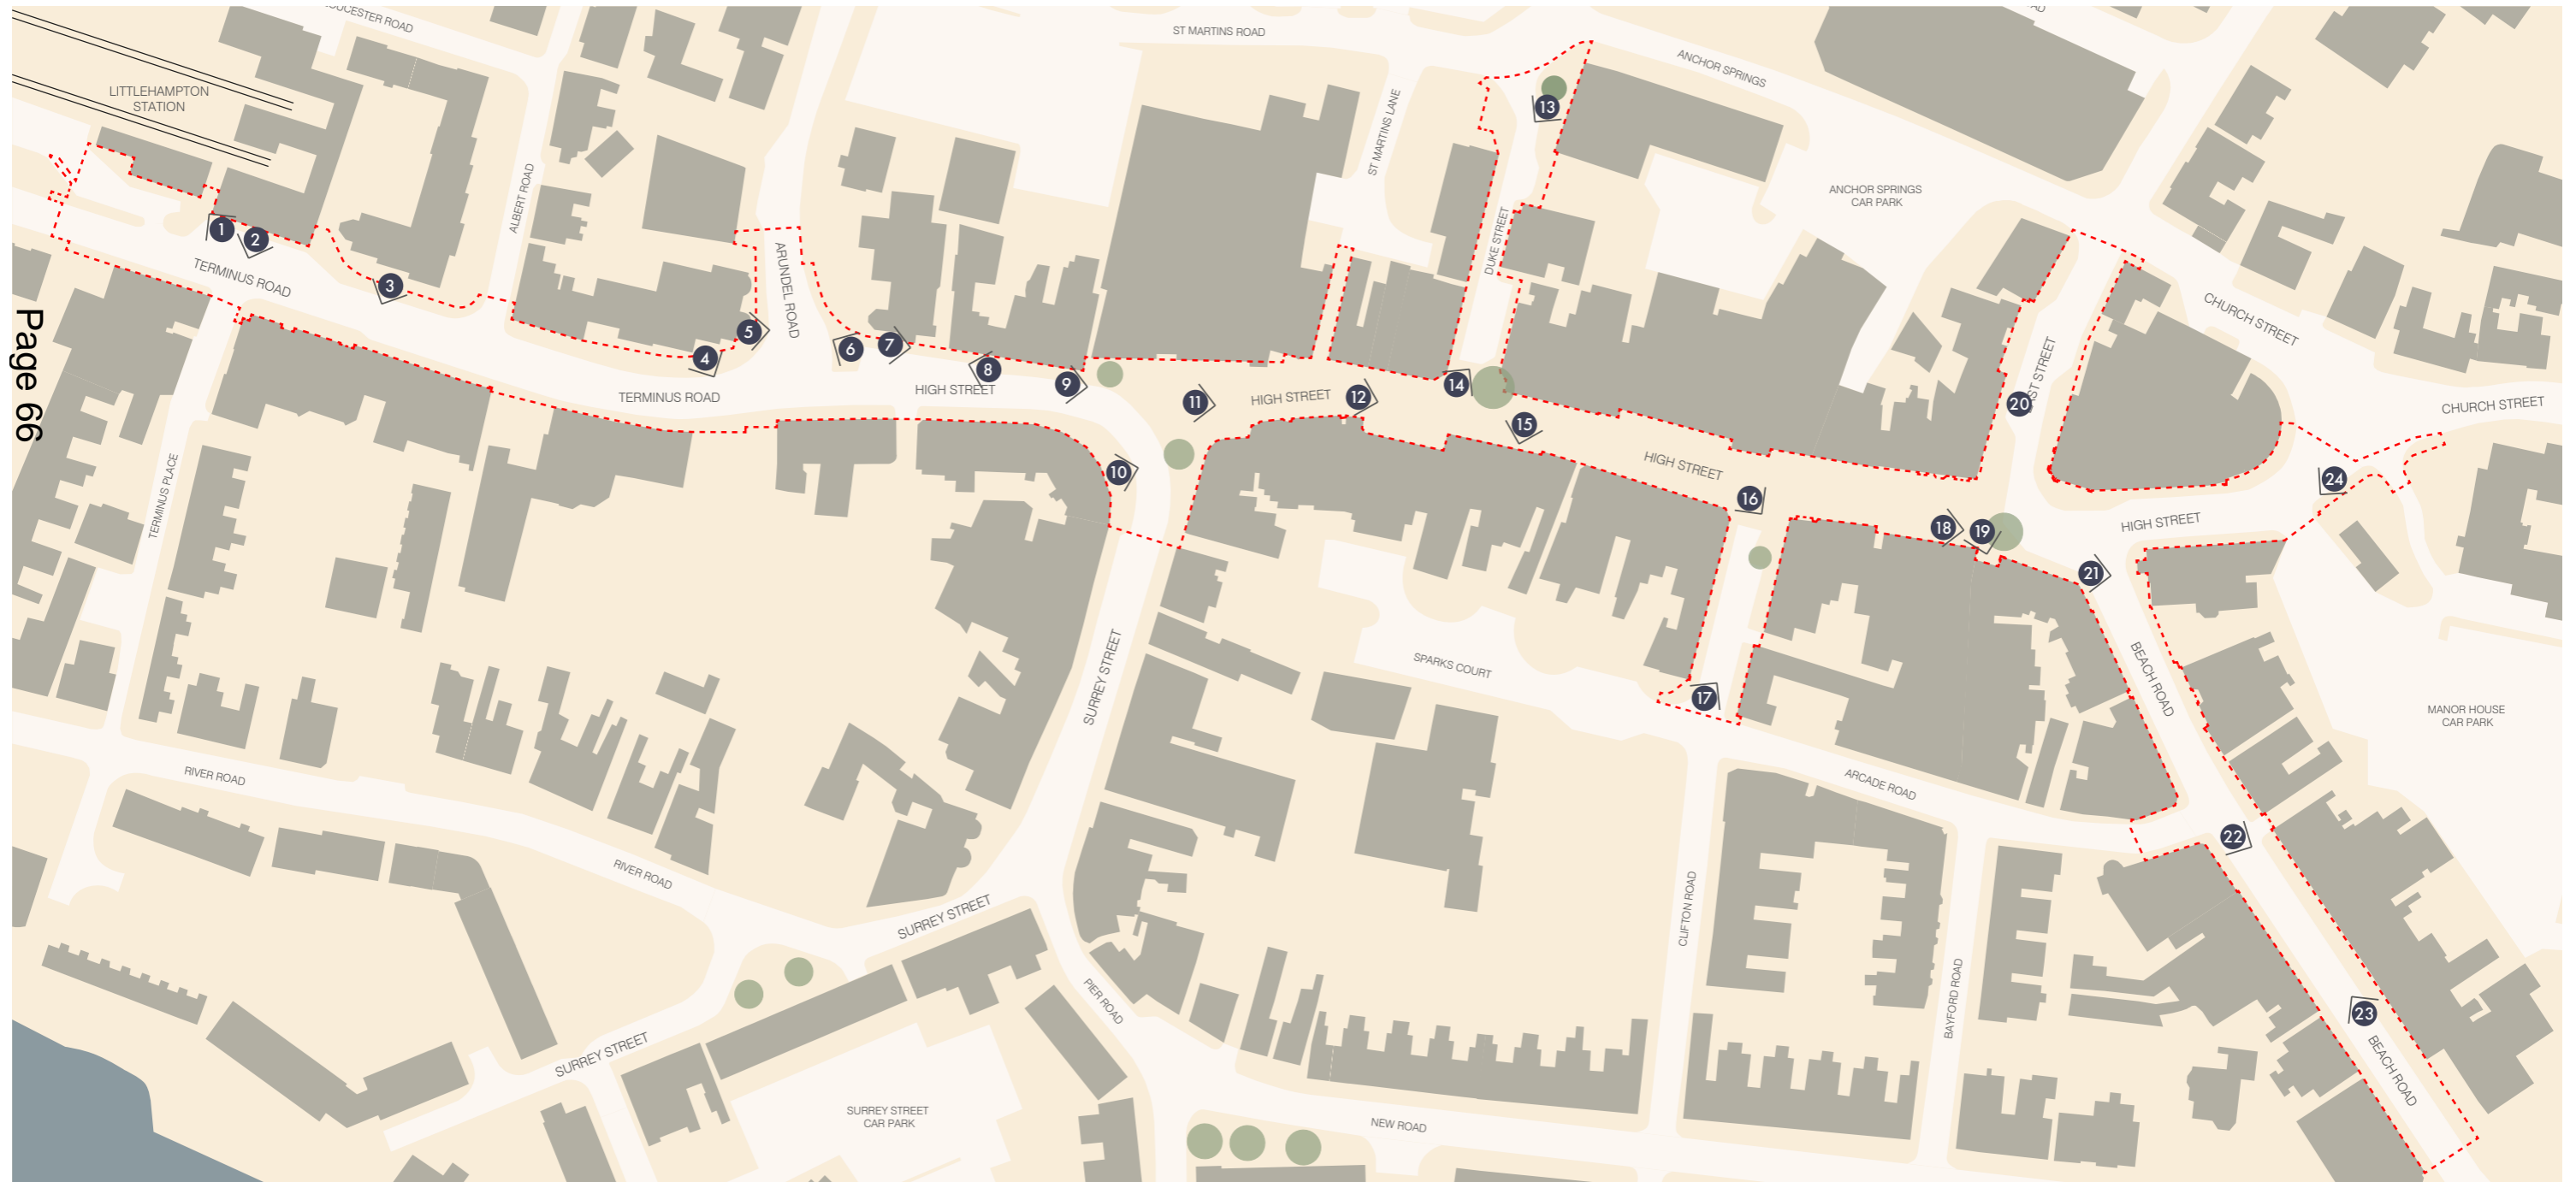 ST MARTINS ROAD
ANCHOR SPRINGS
LITTLEHAMPTON
STATION
ST MARTINS LANE
ALBERT ROAD
13
ANCHOR SPRINGS
CAR PARK
1
2
TERMINUS ROAD
3
ARUNDEL ROAD
DUKE STREET
CHURCH STREET
Page 66
5
4
6
7
8
9
HIGH STREET
TERMINUS ROAD
11
HIGH STREET
12
14
15
20
CHURCH STREET
10
HIGH STREET
16
24
TERMINUS PLACE
18
19
HIGH STREET
21
SURREY STREET
SPARKS COURT
17
BEACH ROAD
MANOR HOUSE
CAR PARK
RIVER ROAD
ARCADE ROAD
22
RIVER ROAD
SURREY STREET
CLIFTON ROAD
PIER ROAD
BAYFORD ROAD
23
SURREY STREET
BEACH ROAD
SURREY STREET
CAR PARK
NEW ROAD